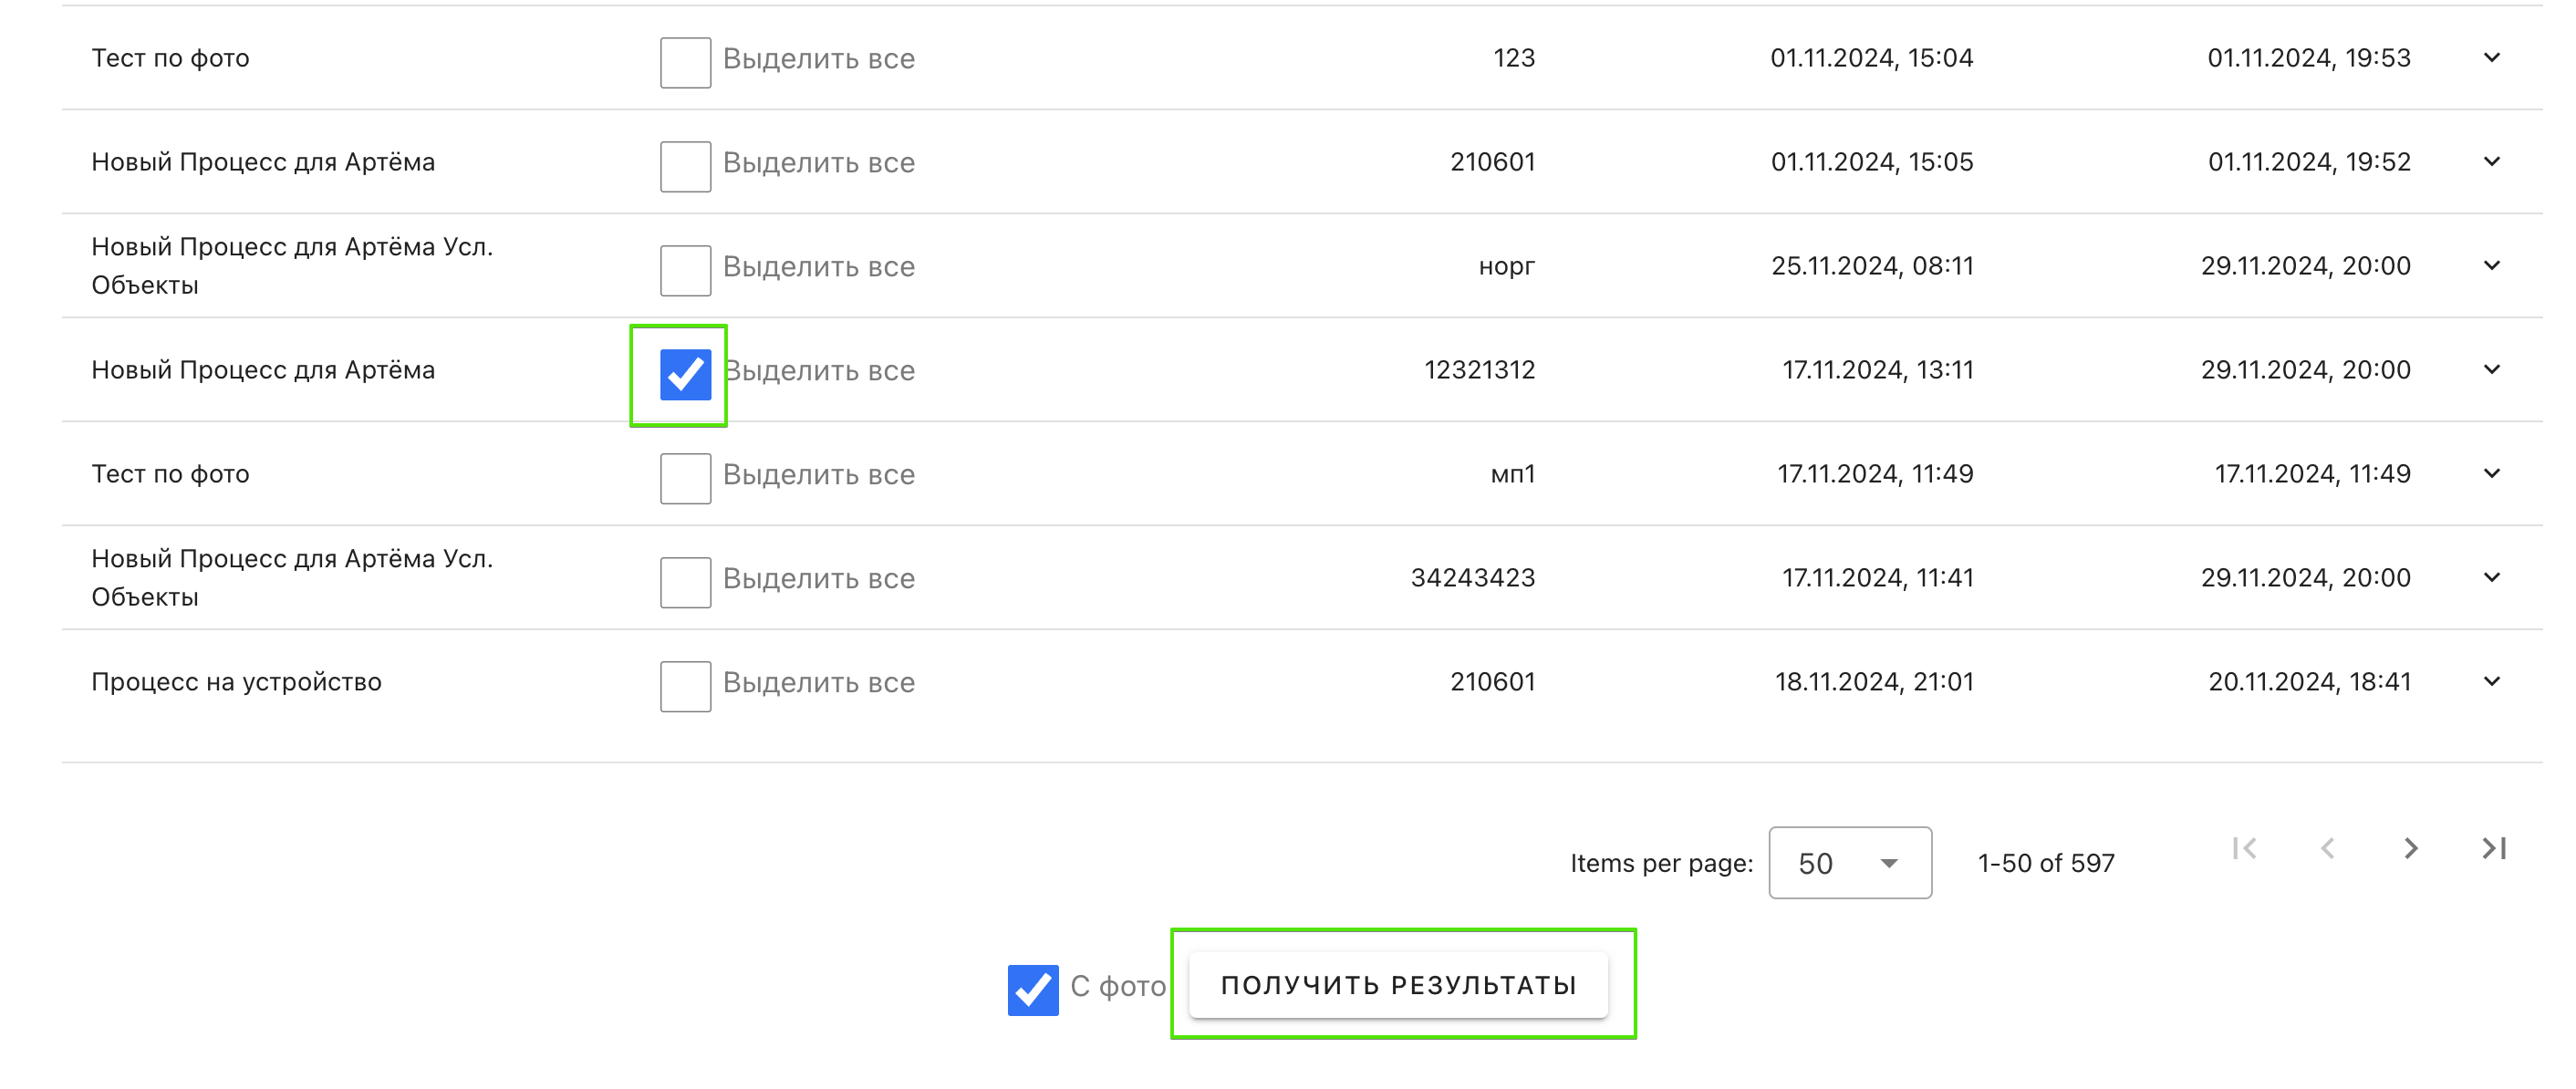 Тест по фото Выделить все 123 01.11.2024, 15:04 01.11.2024, 19:53
Новый Процесс для Артёма Выделить все 210601 01.11.2024, 15:05 01.11.2024, 19:52
Новый Процесс для Артёма Усл.
Объекты
Выделить все норг 25.11.2024, 08:11 29.11.2024, 20:00
Новый Процесс для Артёма Выделить все 12321312 17.11.2024, 13:11 29.11.2024, 20:00
Тест по фото Выделить все мп1 17.11.2024, 11:49 17.11.2024, 11:49
Новый Процесс для Артёма Усл.
Объекты
Выделить все 34243423 17.11.2024, 11:41 29.11.2024, 20:00
Процесс на устройство Выделить все 210601 18.11.2024, 21:01 20.11.2024, 18:41
Items per page: 50 1-50 of 597
С фото ПОЛУЧИТЬ РЕЗУЛЬТАТЫ